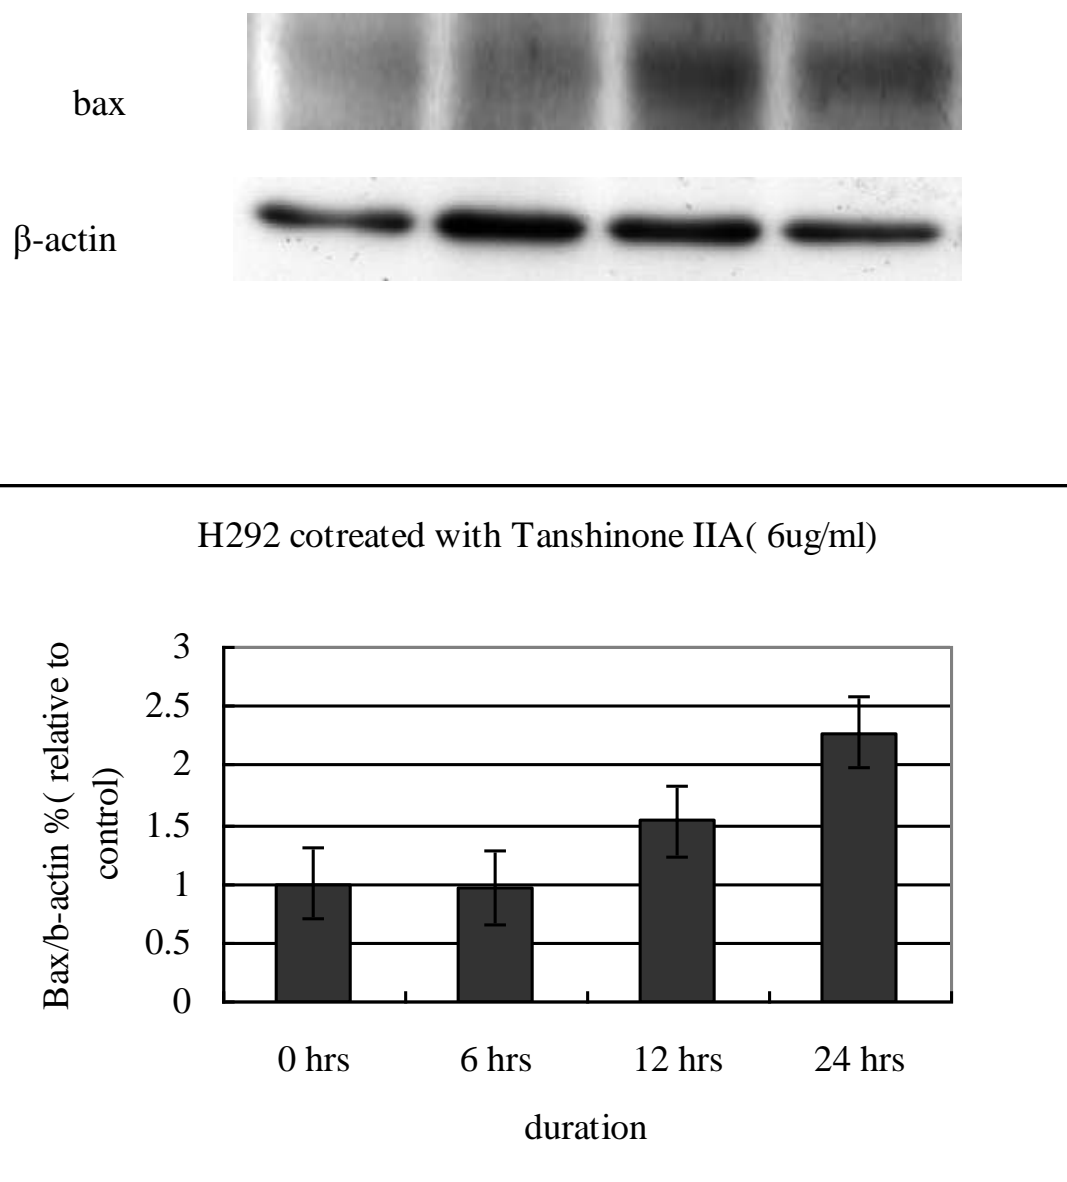 bax
β-actin
H292 cotreated with Tanshinone IIA( 6ug/ml)
Bax/b-actin %( relative to
control)
3
2.5
2
1.5
1
0.5
0
0 hrs 6 hrs 12 hrs 24 hrs
duration